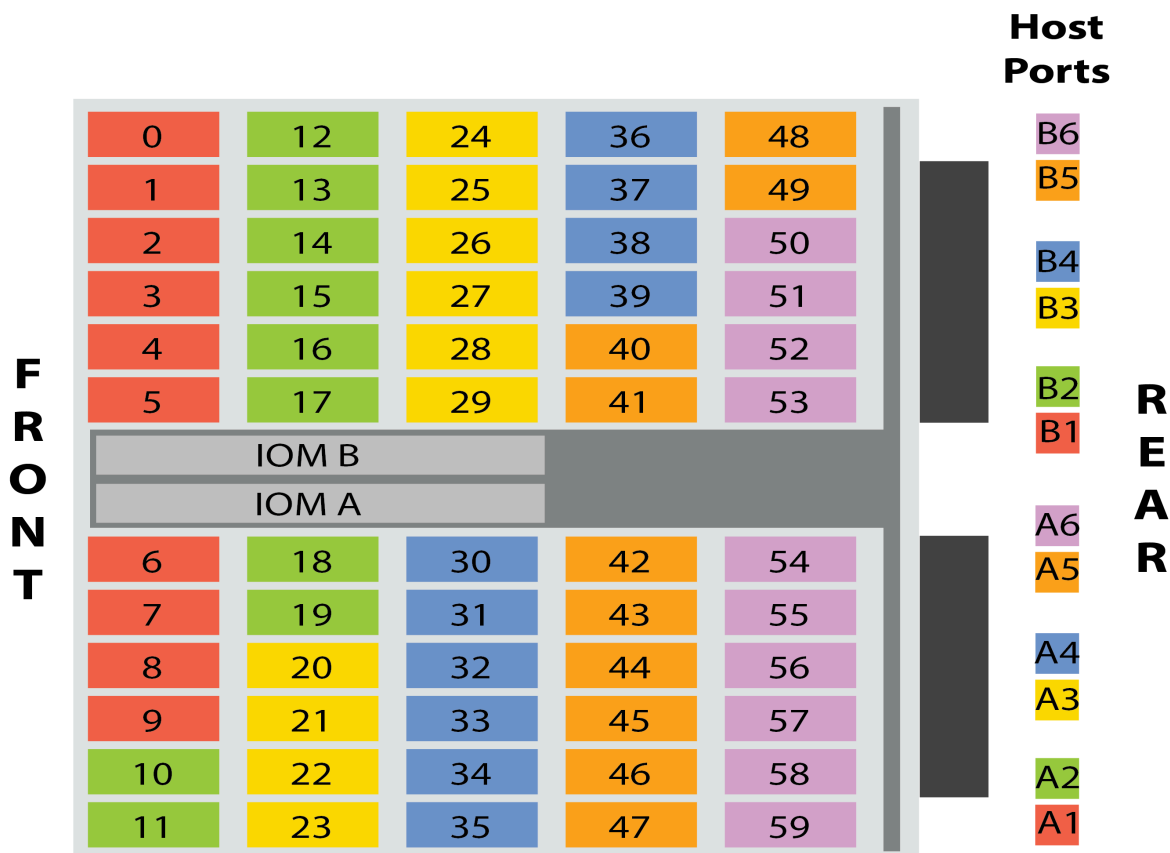 Host
Ports
0 12 24 36 48 B6
1 13 25 37 49 B5
2 14 26 38 50
3 15 27 39 51 B4
B3
4 16 28 40 52
5 17 29 41 53 B2
B1
FRONT
IOM B
IOM A
REAR
6 18 30 42 54 A6
A5
7 19 31 43 55
8 20 32 44 56 A4
9 21 33 45 57 A3
10 22 34 46 58 A2
11 23 35 47 59 A1